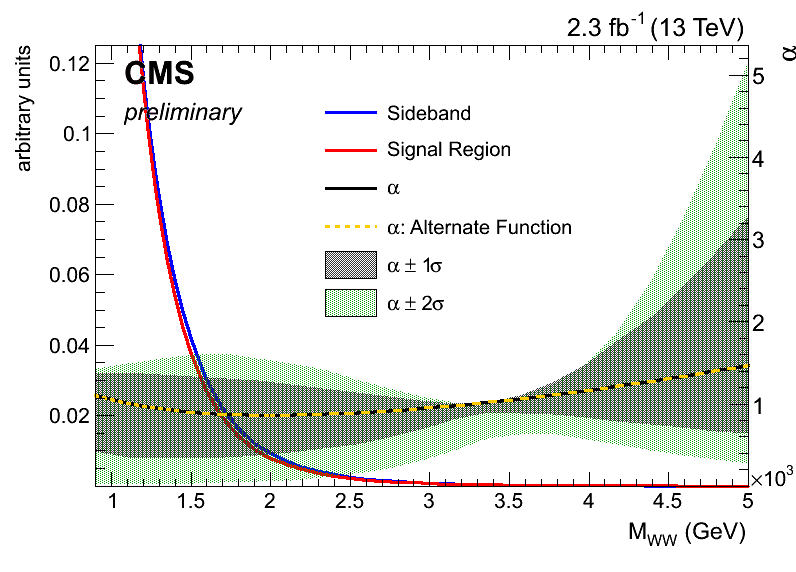 2.3 fb-1 (13 TeV)
arbitrary units
α
CMS
preliminary
Sideband
Signal Region
α
α: Alternate Function
α ± 1σ
α ± 2σ
0.12
0.1
0.08
0.06
0.04
0.02
5
4
3
2
1
×10³
1 1.5 2 2.5 3 3.5 4 4.5 5
MWW (GeV)